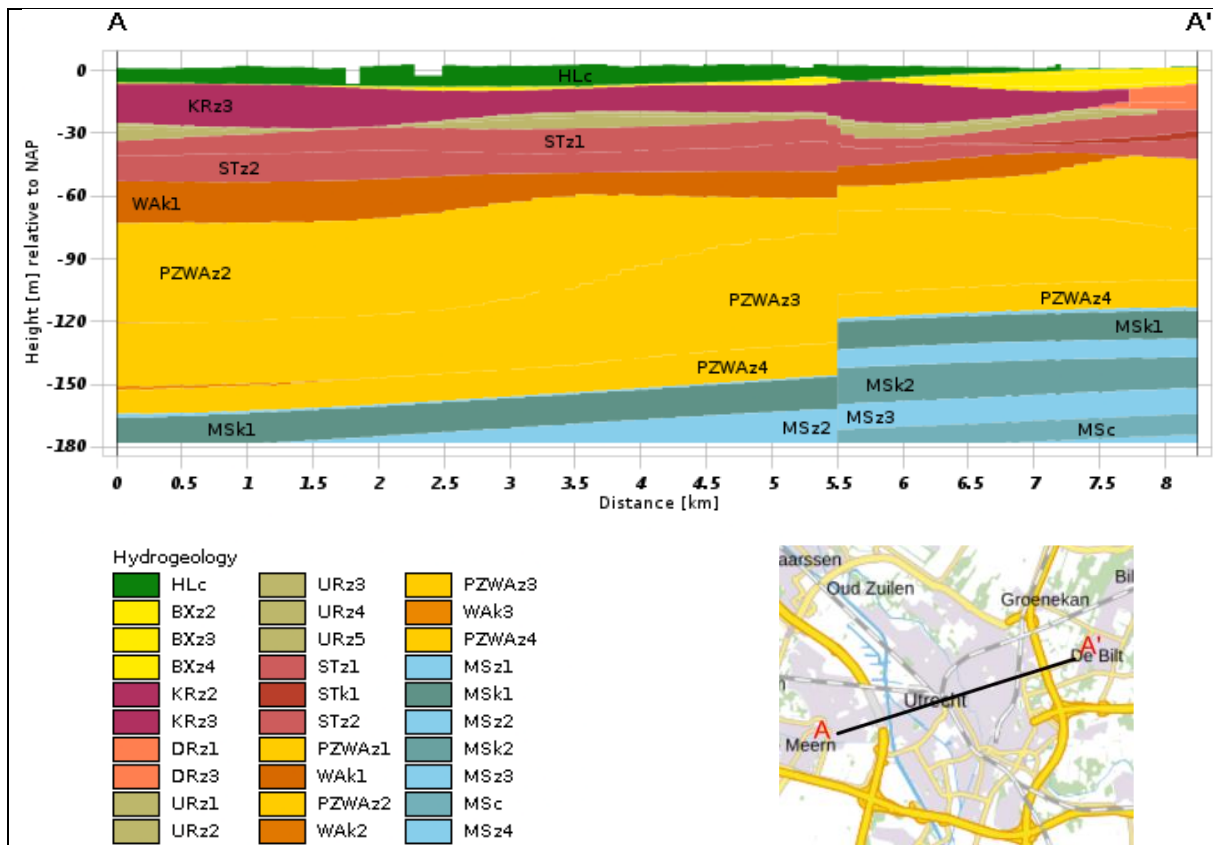 A A'
Height [m] relative to NAP
0
-30
-60
-90
-120
-150
-180
HLc
KRz3
STz1
STz2
WAk1
PZWAz2
PZWAz3
PZWAz4
PZWAz4
MSk1
MSk2
MSz3
MSz2
MSk1
MSc
0 0.5 1 1.5 2 2.5 3 3.5 4 4.5 5 5.5 6 6.5 7 7.5 8
Distance [km]
Hydrogeology
HLc URz3 PZWAz3
BXz2 URz4 WAk3
BXz3 URz5 PZWAz4
BXz4 STz1 MSz1
KRz2 STk1 MSk1
KRz3 STz2 MSz2
DRz1 PZWAz1 MSk2
DRz3 WAk1 MSz3
URz1 PZWAz2 MSc
URz2 WAk2 MSz4
aarssen
Oud Zuilen
Bil
Groenekan
A'
De Bilt
Utrecht
A
Meern